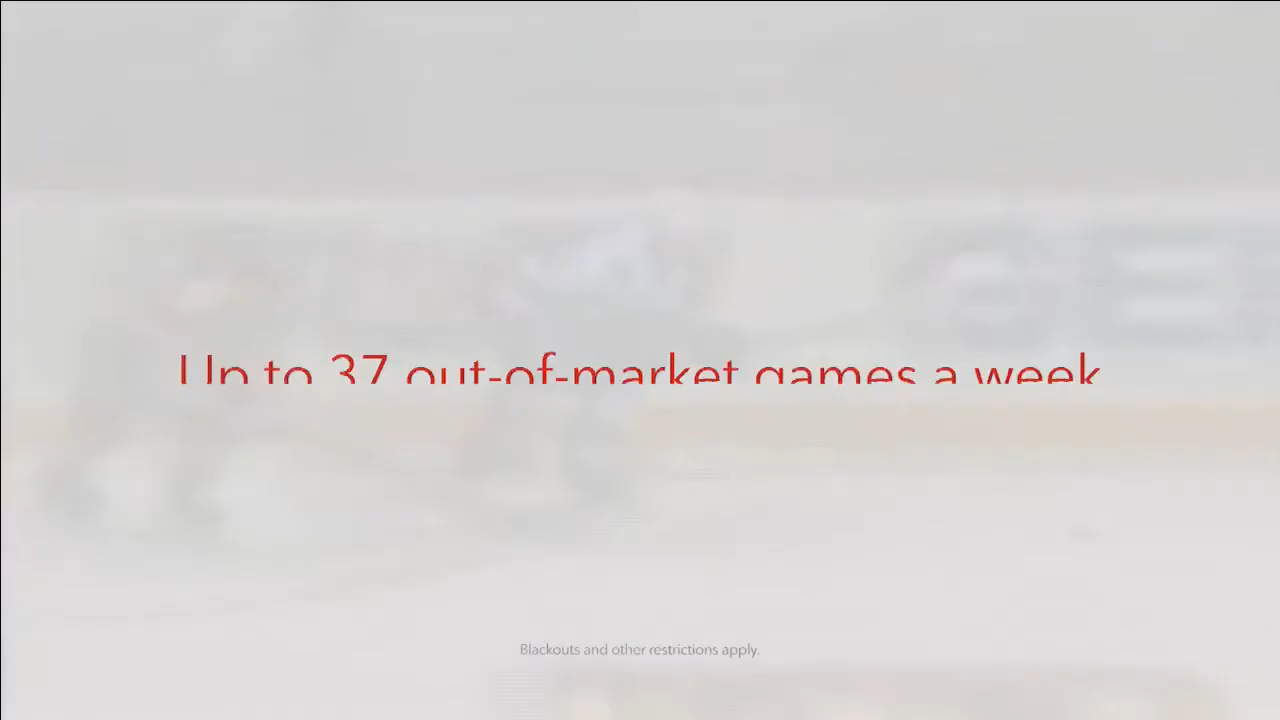 Up to 37 out-of-market games a week
Blackouts and other restrictions apply.